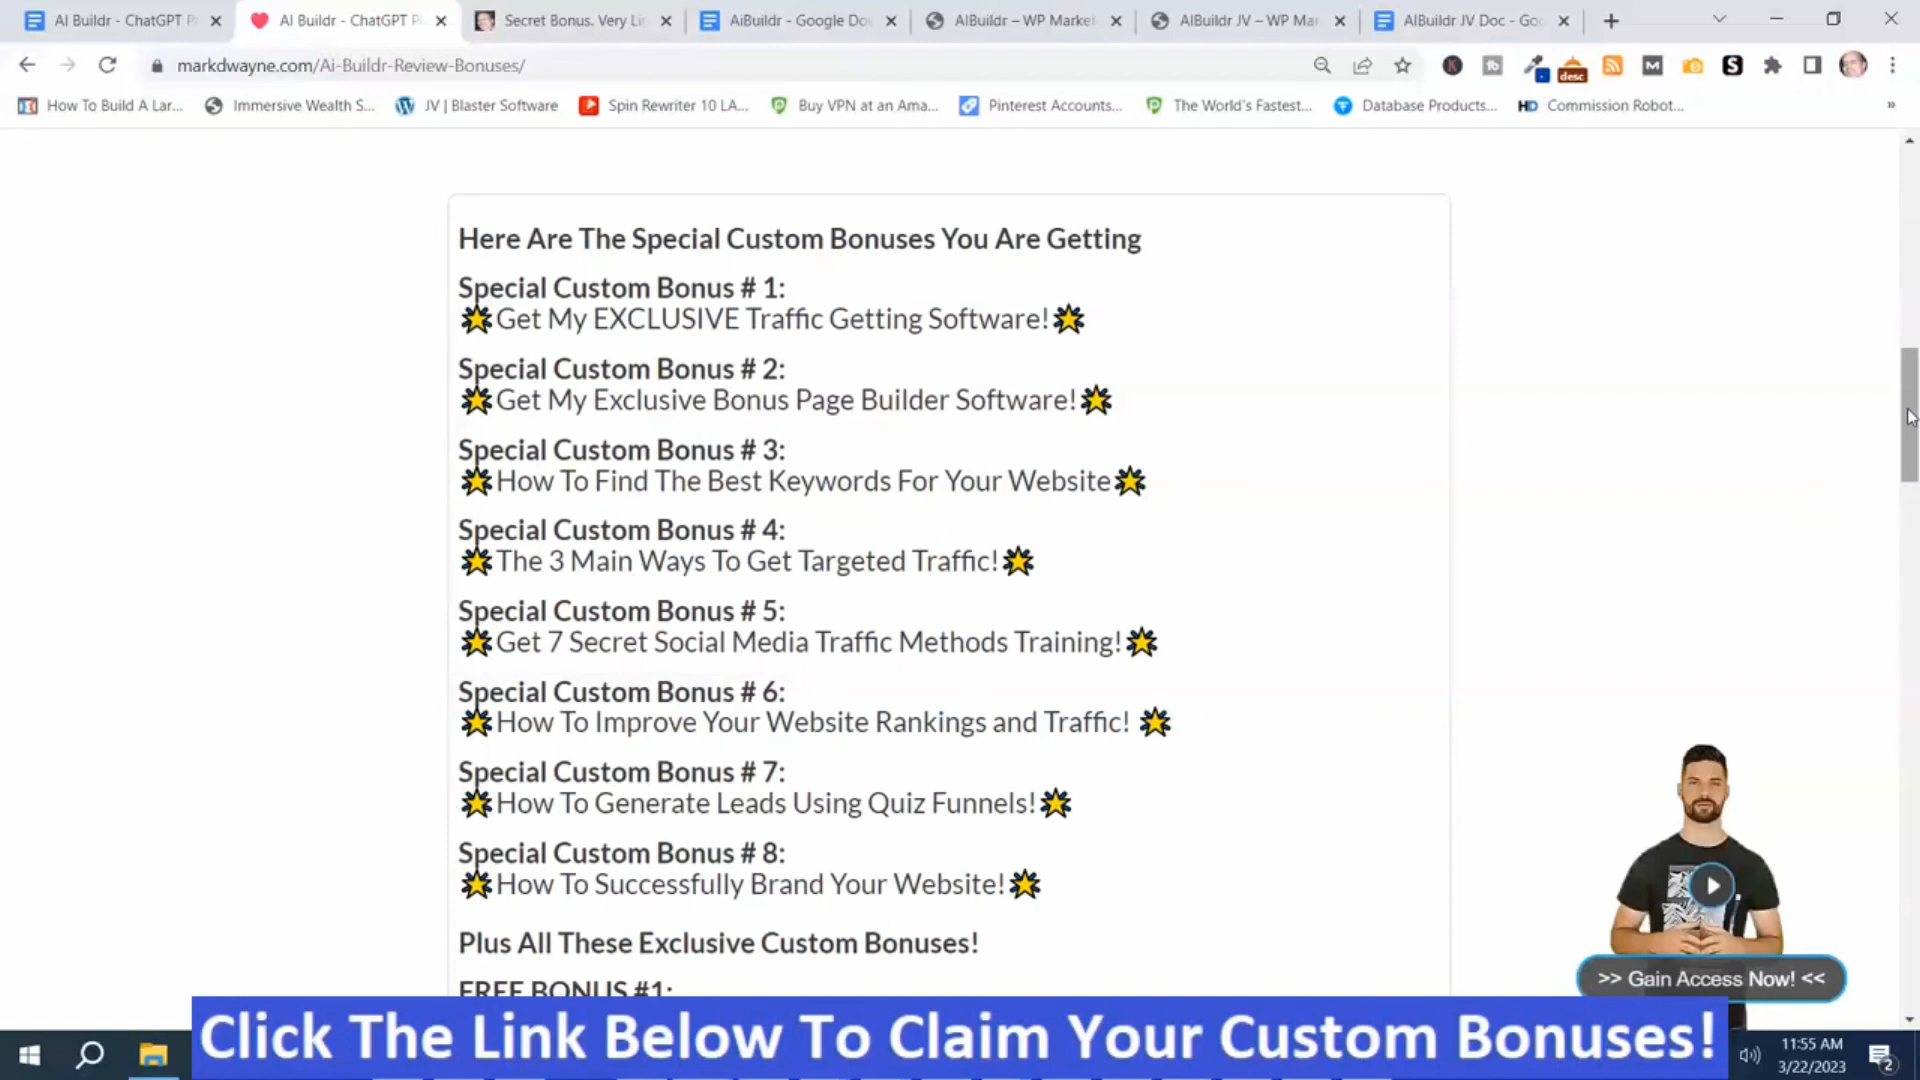 AI Buildr - ChatGPT P
AI Buildr - ChatGPT P
Secret Bonus. Very Li
AiBuildr - Google Do
AIBuildr – WP Market
AIBuildr JV – WP Ma
AIBuildr JV Doc - Goo
markdwayne.com/Ai-Buildr-Review-Bonuses/
desc
How To Build A Lar...
Immersive Wealth S...
JV | Blaster Software
Spin Rewriter 10 LA...
Buy VPN at an Ama...
Pinterest Accounts...
The World's Fastest...
Database Products...
HD Commission Robot...
Here Are The Special Custom Bonuses You Are Getting
Special Custom Bonus # 1:
Get My EXCLUSIVE Traffic Getting Software!
Special Custom Bonus # 2:
Get My Exclusive Bonus Page Builder Software!
Special Custom Bonus # 3:
How To Find The Best Keywords For Your Website
Special Custom Bonus # 4:
The 3 Main Ways To Get Targeted Traffic!
Special Custom Bonus # 5:
Get 7 Secret Social Media Traffic Methods Training!
Special Custom Bonus # 6:
How To Improve Your Website Rankings and Traffic!
Special Custom Bonus # 7:
How To Generate Leads Using Quiz Funnels!
Special Custom Bonus # 8:
How To Successfully Brand Your Website!
Plus All These Exclusive Custom Bonuses!
FREE BONUS #1:
>> Gain Access Now! <<
Click The Link Below To Claim Your Custom Bonuses!
11:55 AM
3/22/2023
2